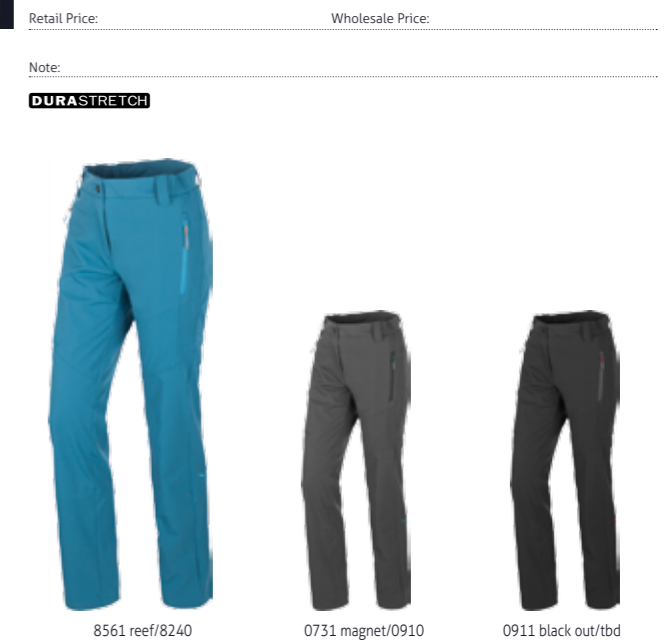 Retail Price: Wholesale Price:
Note:
DURASTRETCH
8561 reef/8240 0731 magnet/0910 0911 black out/tbd